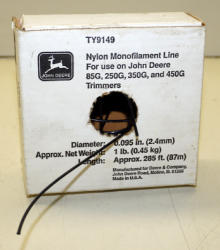 TY9149
Nylon Monofilament Line
For use on John Deere
85G, 250G, 350G, and 450G
Trimmers
JOHN DEERE
Diameter: 0.095 in. (2.4mm)
Approx. Net Weight: 1 lb. (0.45 kg)
Length: Approx. 285 ft. (87m)
Manufactured for Deere & Company,
John Deere Road, Moline, IL 61265
Made in U.S.A.